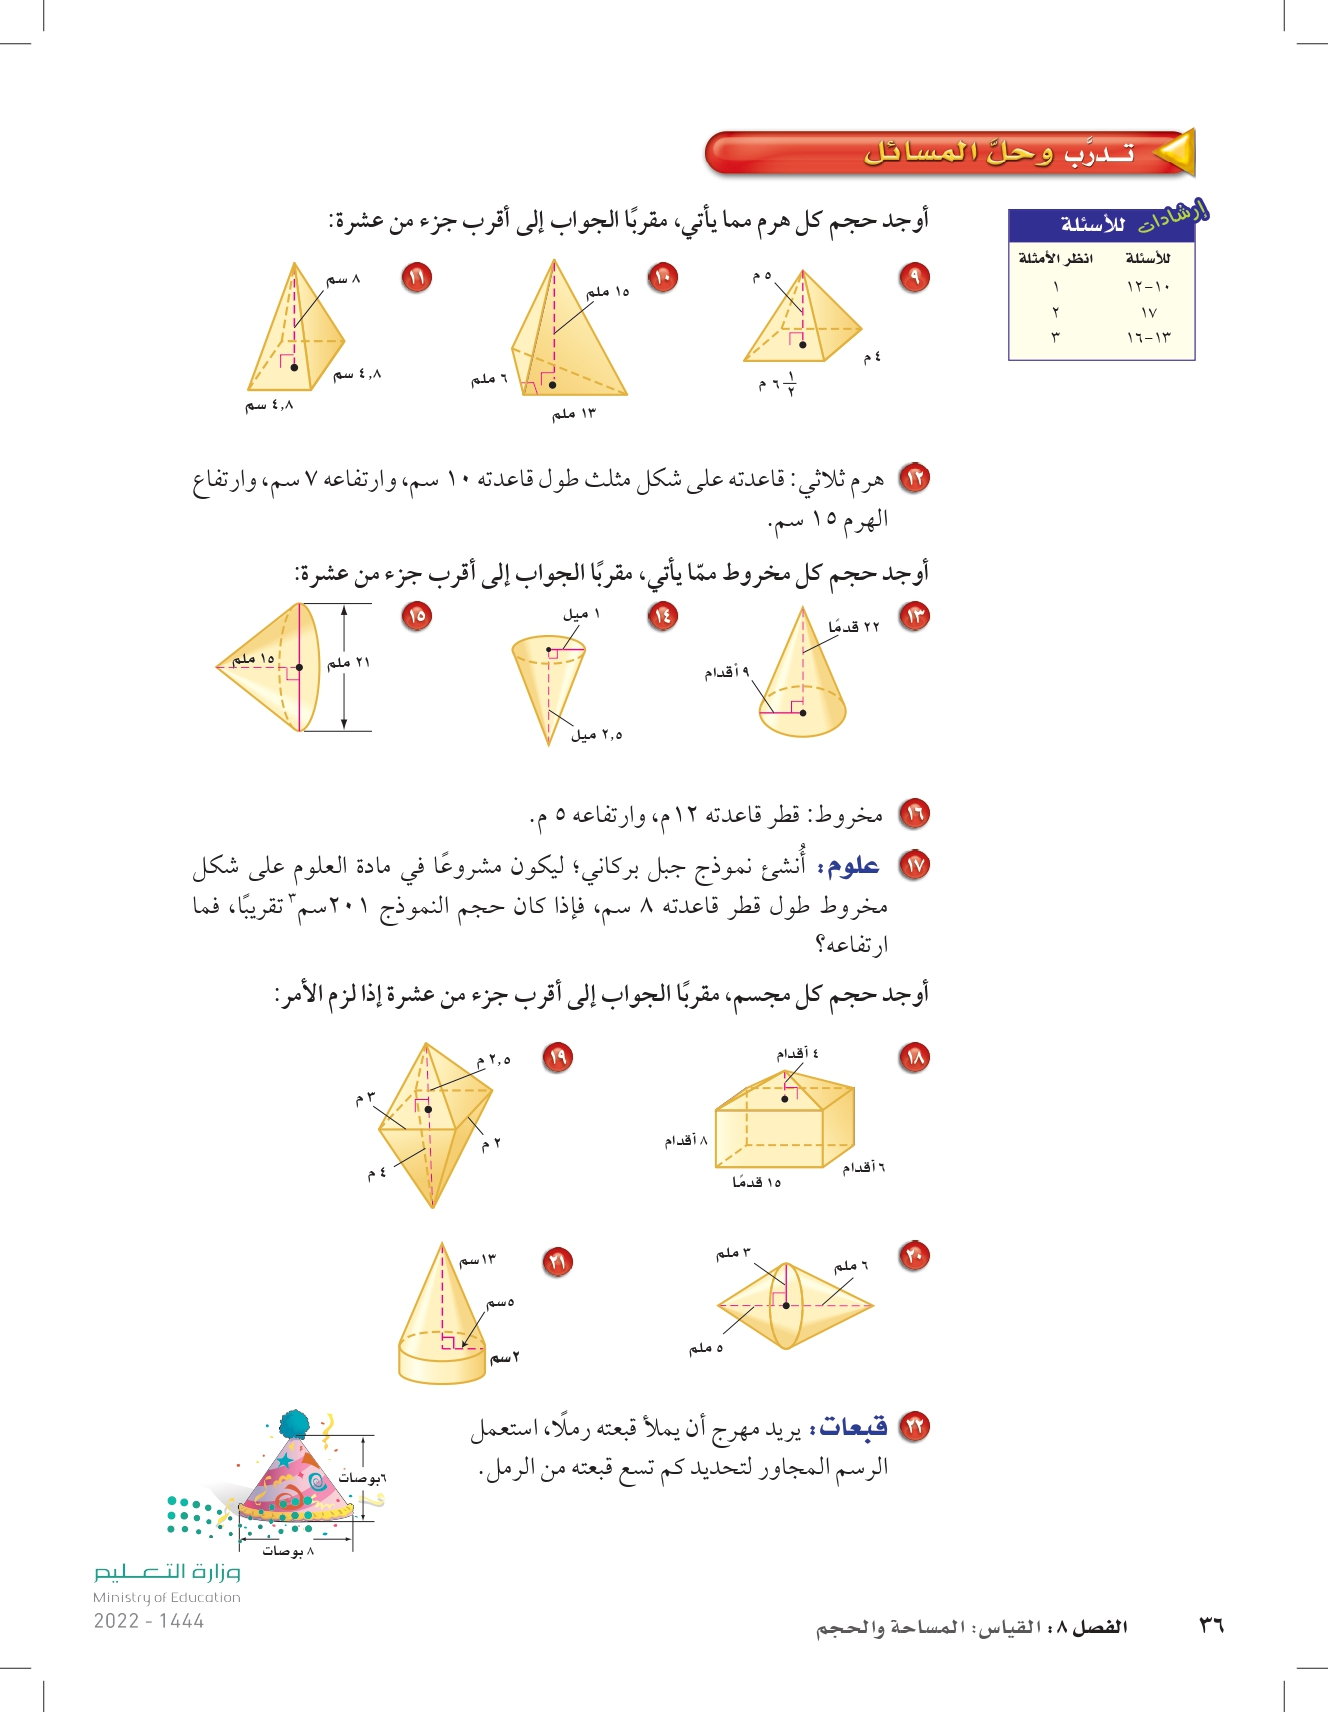 تـدرَّب وحلَّ المسائل
إرشادات للأسئلة
للأسئلة انظر الأمثلة
١٠-١٢ ١
١٧ ٢
١٣-١٦ ٣
أوجد حجم كل هرم مما يأتي، مقربًا الجواب إلى أقرب جزء من عشرة:
٩
٥ م
٤ م
٦ ١/٢ م
١٠
١٥ ملم
٦ ملم
١٣ ملم
١١
٨ سم
٤,٨ سم
٤,٨ سم
١٢ هرم ثلاثي: قاعدته على شكل مثلث طول قاعدته ١٠ سم، وارتفاعه ٧ سم، وارتفاع
الهرم ١٥ سم.
أوجد حجم كل مخروط ممّا يأتي، مقربًا الجواب إلى أقرب جزء من عشرة:
١٣
٢٢ قدمًا
٩ أقدام
١٤
١ ميل
٢,٥ ميل
١٥
١٥ ملم
٢١ ملم
١٦ مخروط: قطر قاعدته ١٢م، وارتفاعه ٥ م.
١٧ علوم: أُنشئ نموذج جبل بركاني؛ ليكون مشروعًا في مادة العلوم على شكل
مخروط طول قطر قاعدته ٨ سم، فإذا كان حجم النموذج ٢٠١سم٣ تقريبًا، فما
ارتفاعه؟
أوجد حجم كل مجسم، مقربًا الجواب إلى أقرب جزء من عشرة إذا لزم الأمر:
١٨
٤ أقدام
٨ أقدام
٦ أقدام
١٥ قدمًا
١٩
٢,٥ م
٣ م
٢ م
٤ م
٢٠
٣ ملم
٦ ملم
٥ ملم
٢١
١٣سم
٥سم
٢سم
٢٢ قبعات: يريد مهرج أن يملأ قبعته رملًا، استعمل
الرسم المجاور لتحديد كم تسع قبعته من الرمل.
٦بوصات
٨ بوصات
وزارة التعـــليم
Ministry of Education
2022 - 1444
٣٦ الفصل ٨: القياس: المساحة والحجم